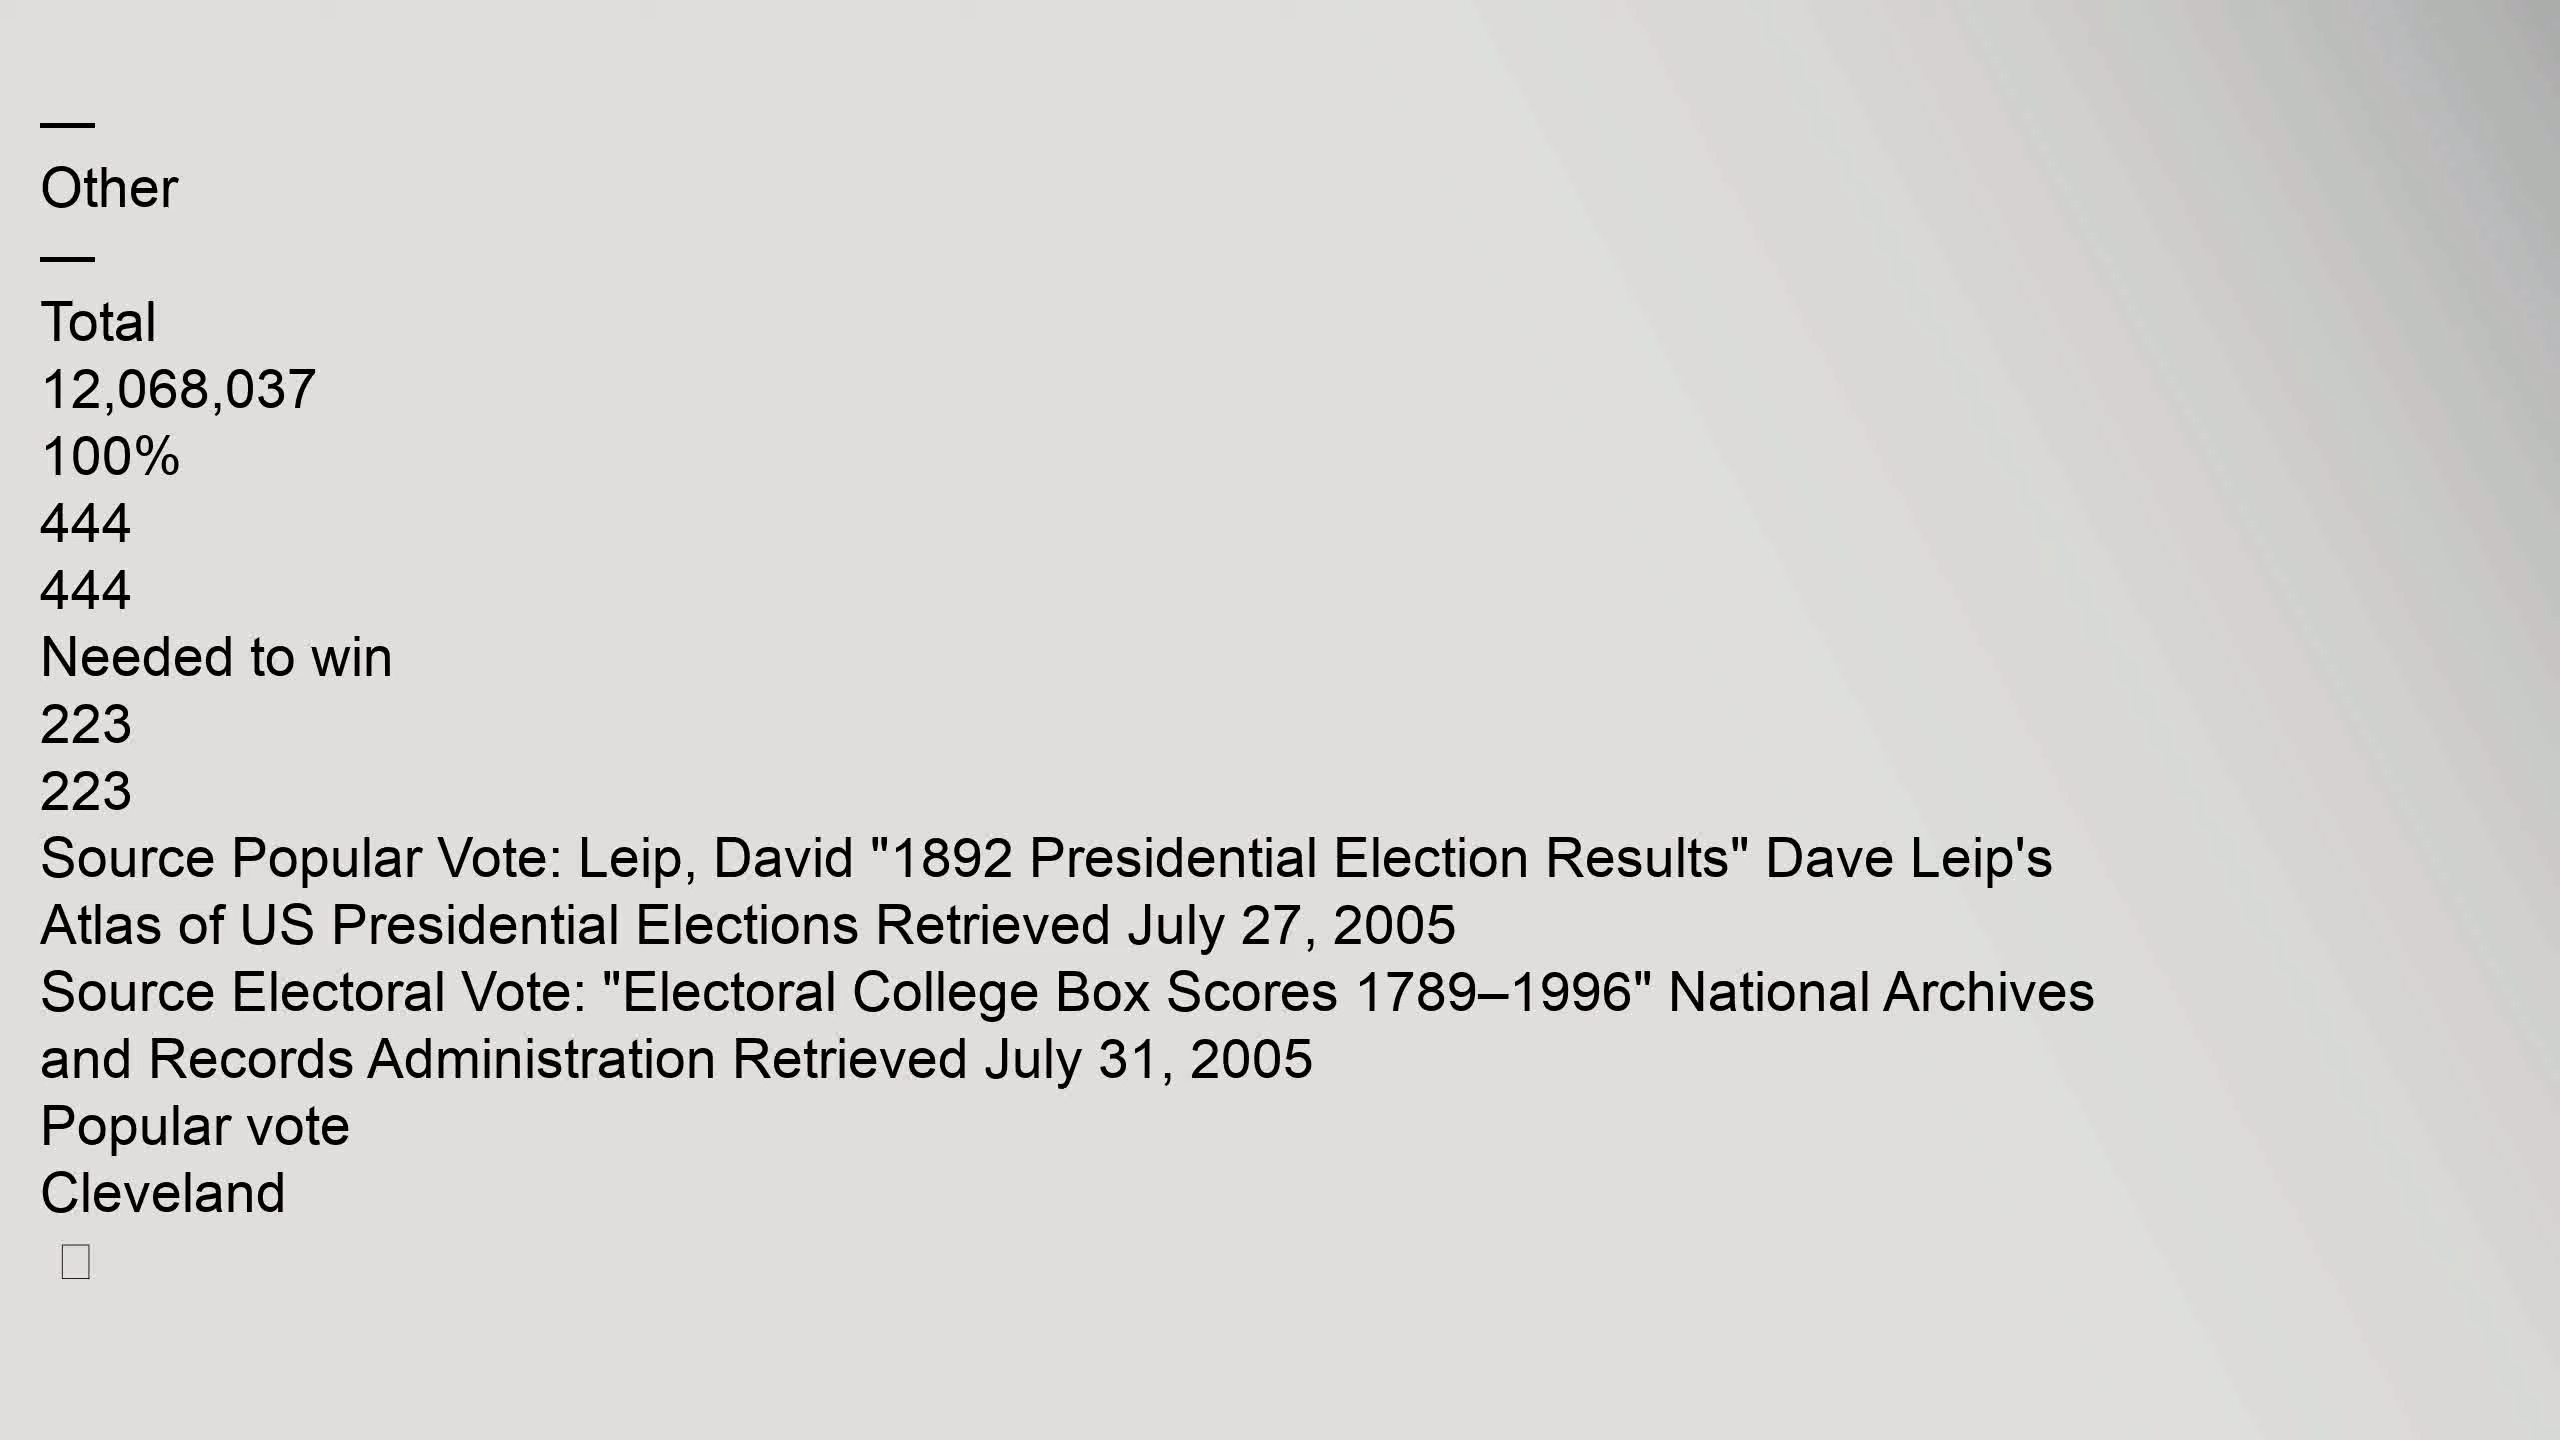 —
Other
—
Total
12,068,037
100%
444
444
Needed to win
223
223
Source Popular Vote: Leip, David "1892 Presidential Election Results" Dave Leip's
Atlas of US Presidential Elections Retrieved July 27, 2005
Source Electoral Vote: "Electoral College Box Scores 1789–1996" National Archives
and Records Administration Retrieved July 31, 2005
Popular vote
Cleveland